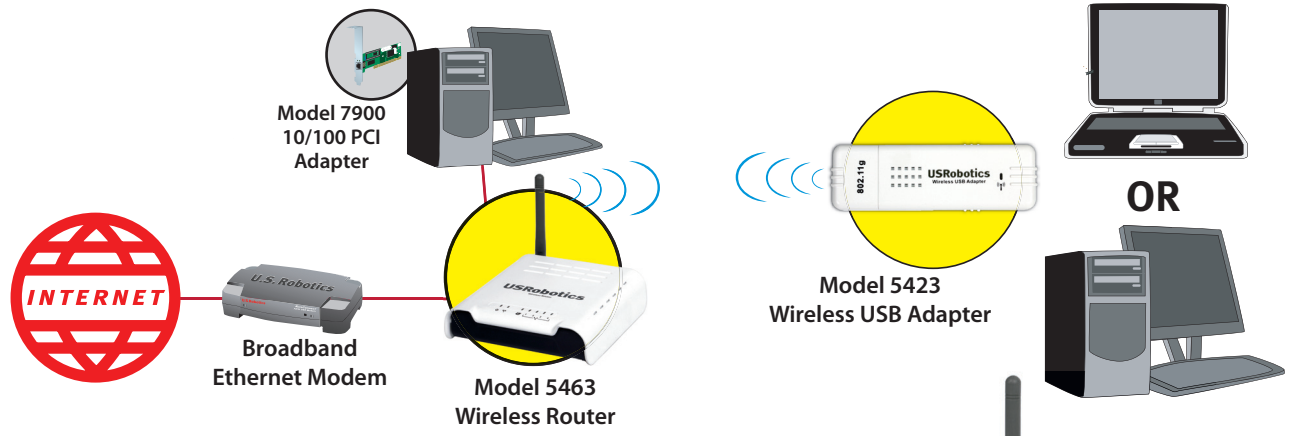 Model 7900
10/100 PCI
Adapter
INTERNET
U.S. Robotics
Broadband
Ethernet Modem
USRobotics
Model 5463
Wireless Router
802.11g
USRobotics
Wireless USB Adapter
Model 5423
Wireless USB Adapter
OR